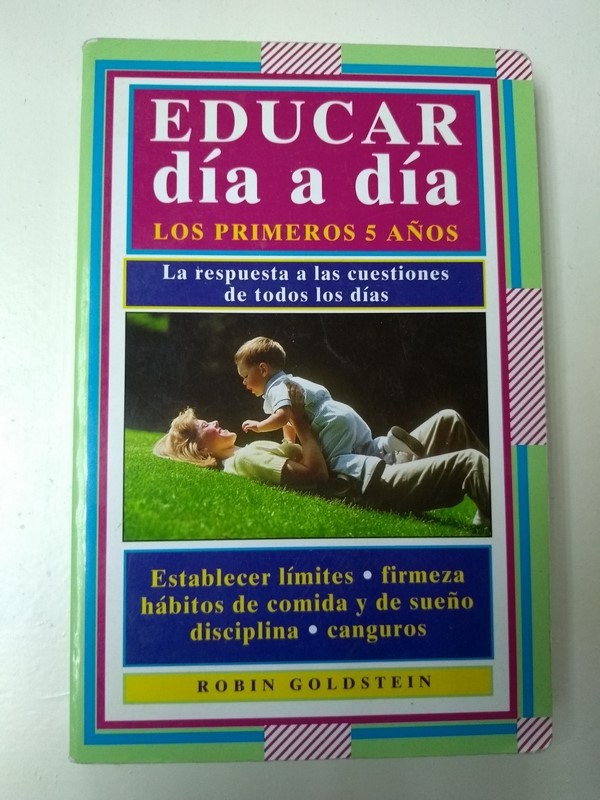 EDUCAR
día a día
LOS PRIMEROS 5 AÑOS
La respuesta a las cuestiones
de todos los días
Establecer límites • firmeza
hábitos de comida y de sueño
disciplina • canguros
ROBIN GOLDSTEIN